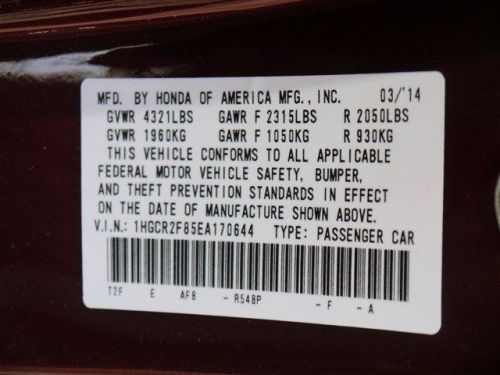 MFD. BY HONDA OF AMERICA MFG., INC. 03/'14
GVWR 4321LBS GAWR F 2315LBS R 2050LBS
GVWR 1960KG GAWR F 1050KG R 930KG
THIS VEHICLE CONFORMS TO ALL APPLICABLE
FEDERAL MOTOR VEHICLE SAFETY, BUMPER,
AND THEFT PREVENTION STANDARDS IN EFFECT
ON THE DATE OF MANUFACTURE SHOWN ABOVE.
V.I.N.: 1HGCR2F85EA170644 TYPE: PASSENGER CAR
T2F E AF8 - R548P - F - A